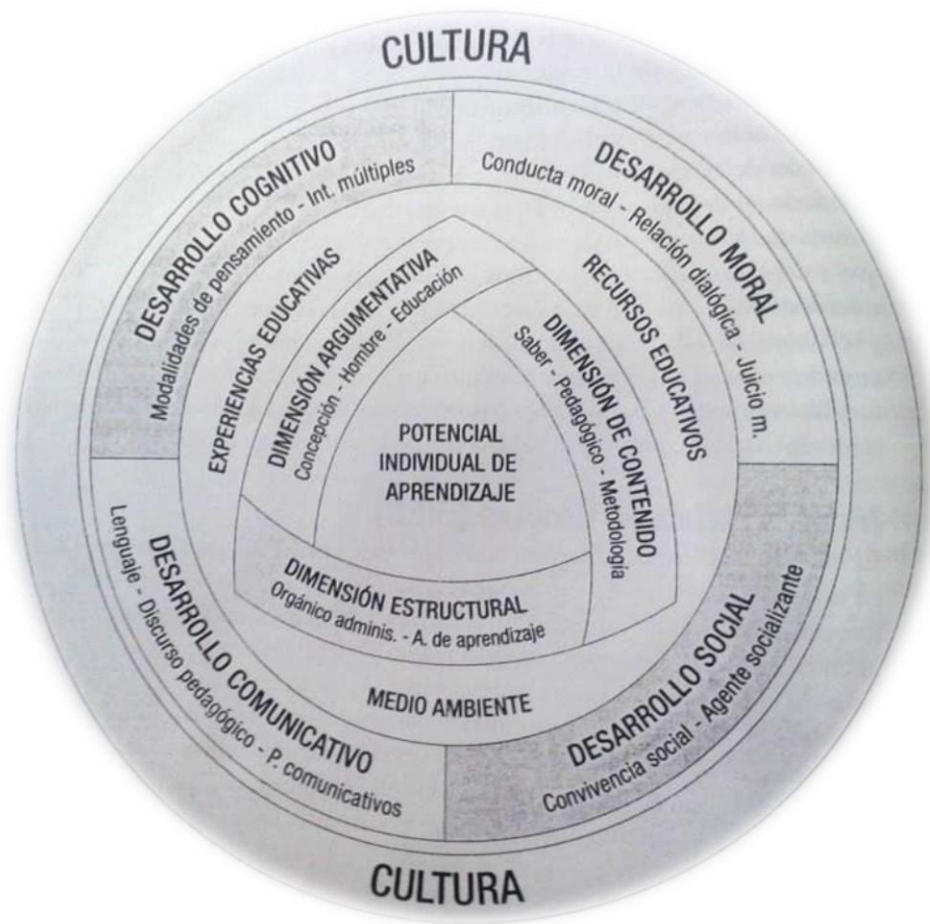 CULTURA
DESARROLLO COGNITIVO
Modalidades de pensamiento - Int. múltiples
DESARROLLO MORAL
Conducta moral - Relación dialógica - Juicio m.
EXPERIENCIAS EDUCATIVAS
RECURSOS EDUCATIVOS
DIMENSIÓN ARGUMENTATIVA
Concepción - Hombre - Educación
DIMENSIÓN DE CONTENIDO
Saber - Pedagógico - Metodología
POTENCIAL
INDIVIDUAL DE
APRENDIZAJE
DIMENSIÓN ESTRUCTURAL
Orgánico adminis. - A. de aprendizaje
MEDIO AMBIENTE
DESARROLLO COMUNICATIVO
Lenguaje - Discurso pedagógico - P. comunicativos
DESARROLLO SOCIAL
Convivencia social - Agente socializante
CULTURA